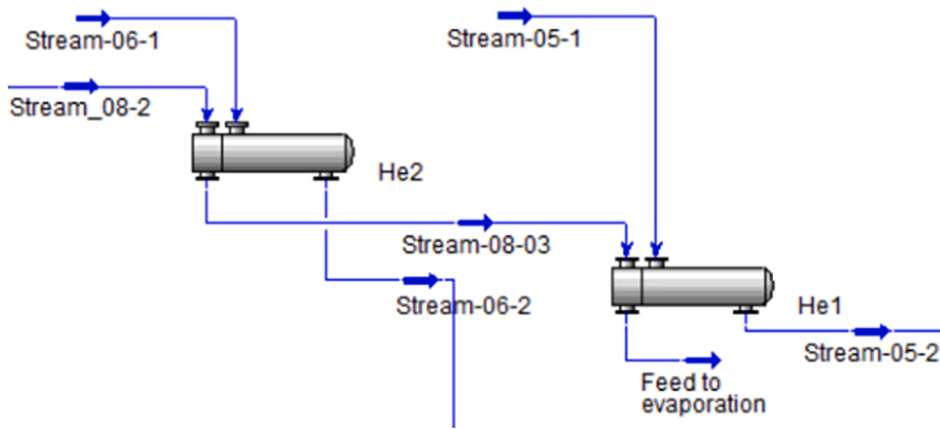 Stream-06-1
Stream-05-1
Stream_08-2
He2
Stream-08-03
Stream-06-2
He1
Stream-05-2
Feed to
evaporation